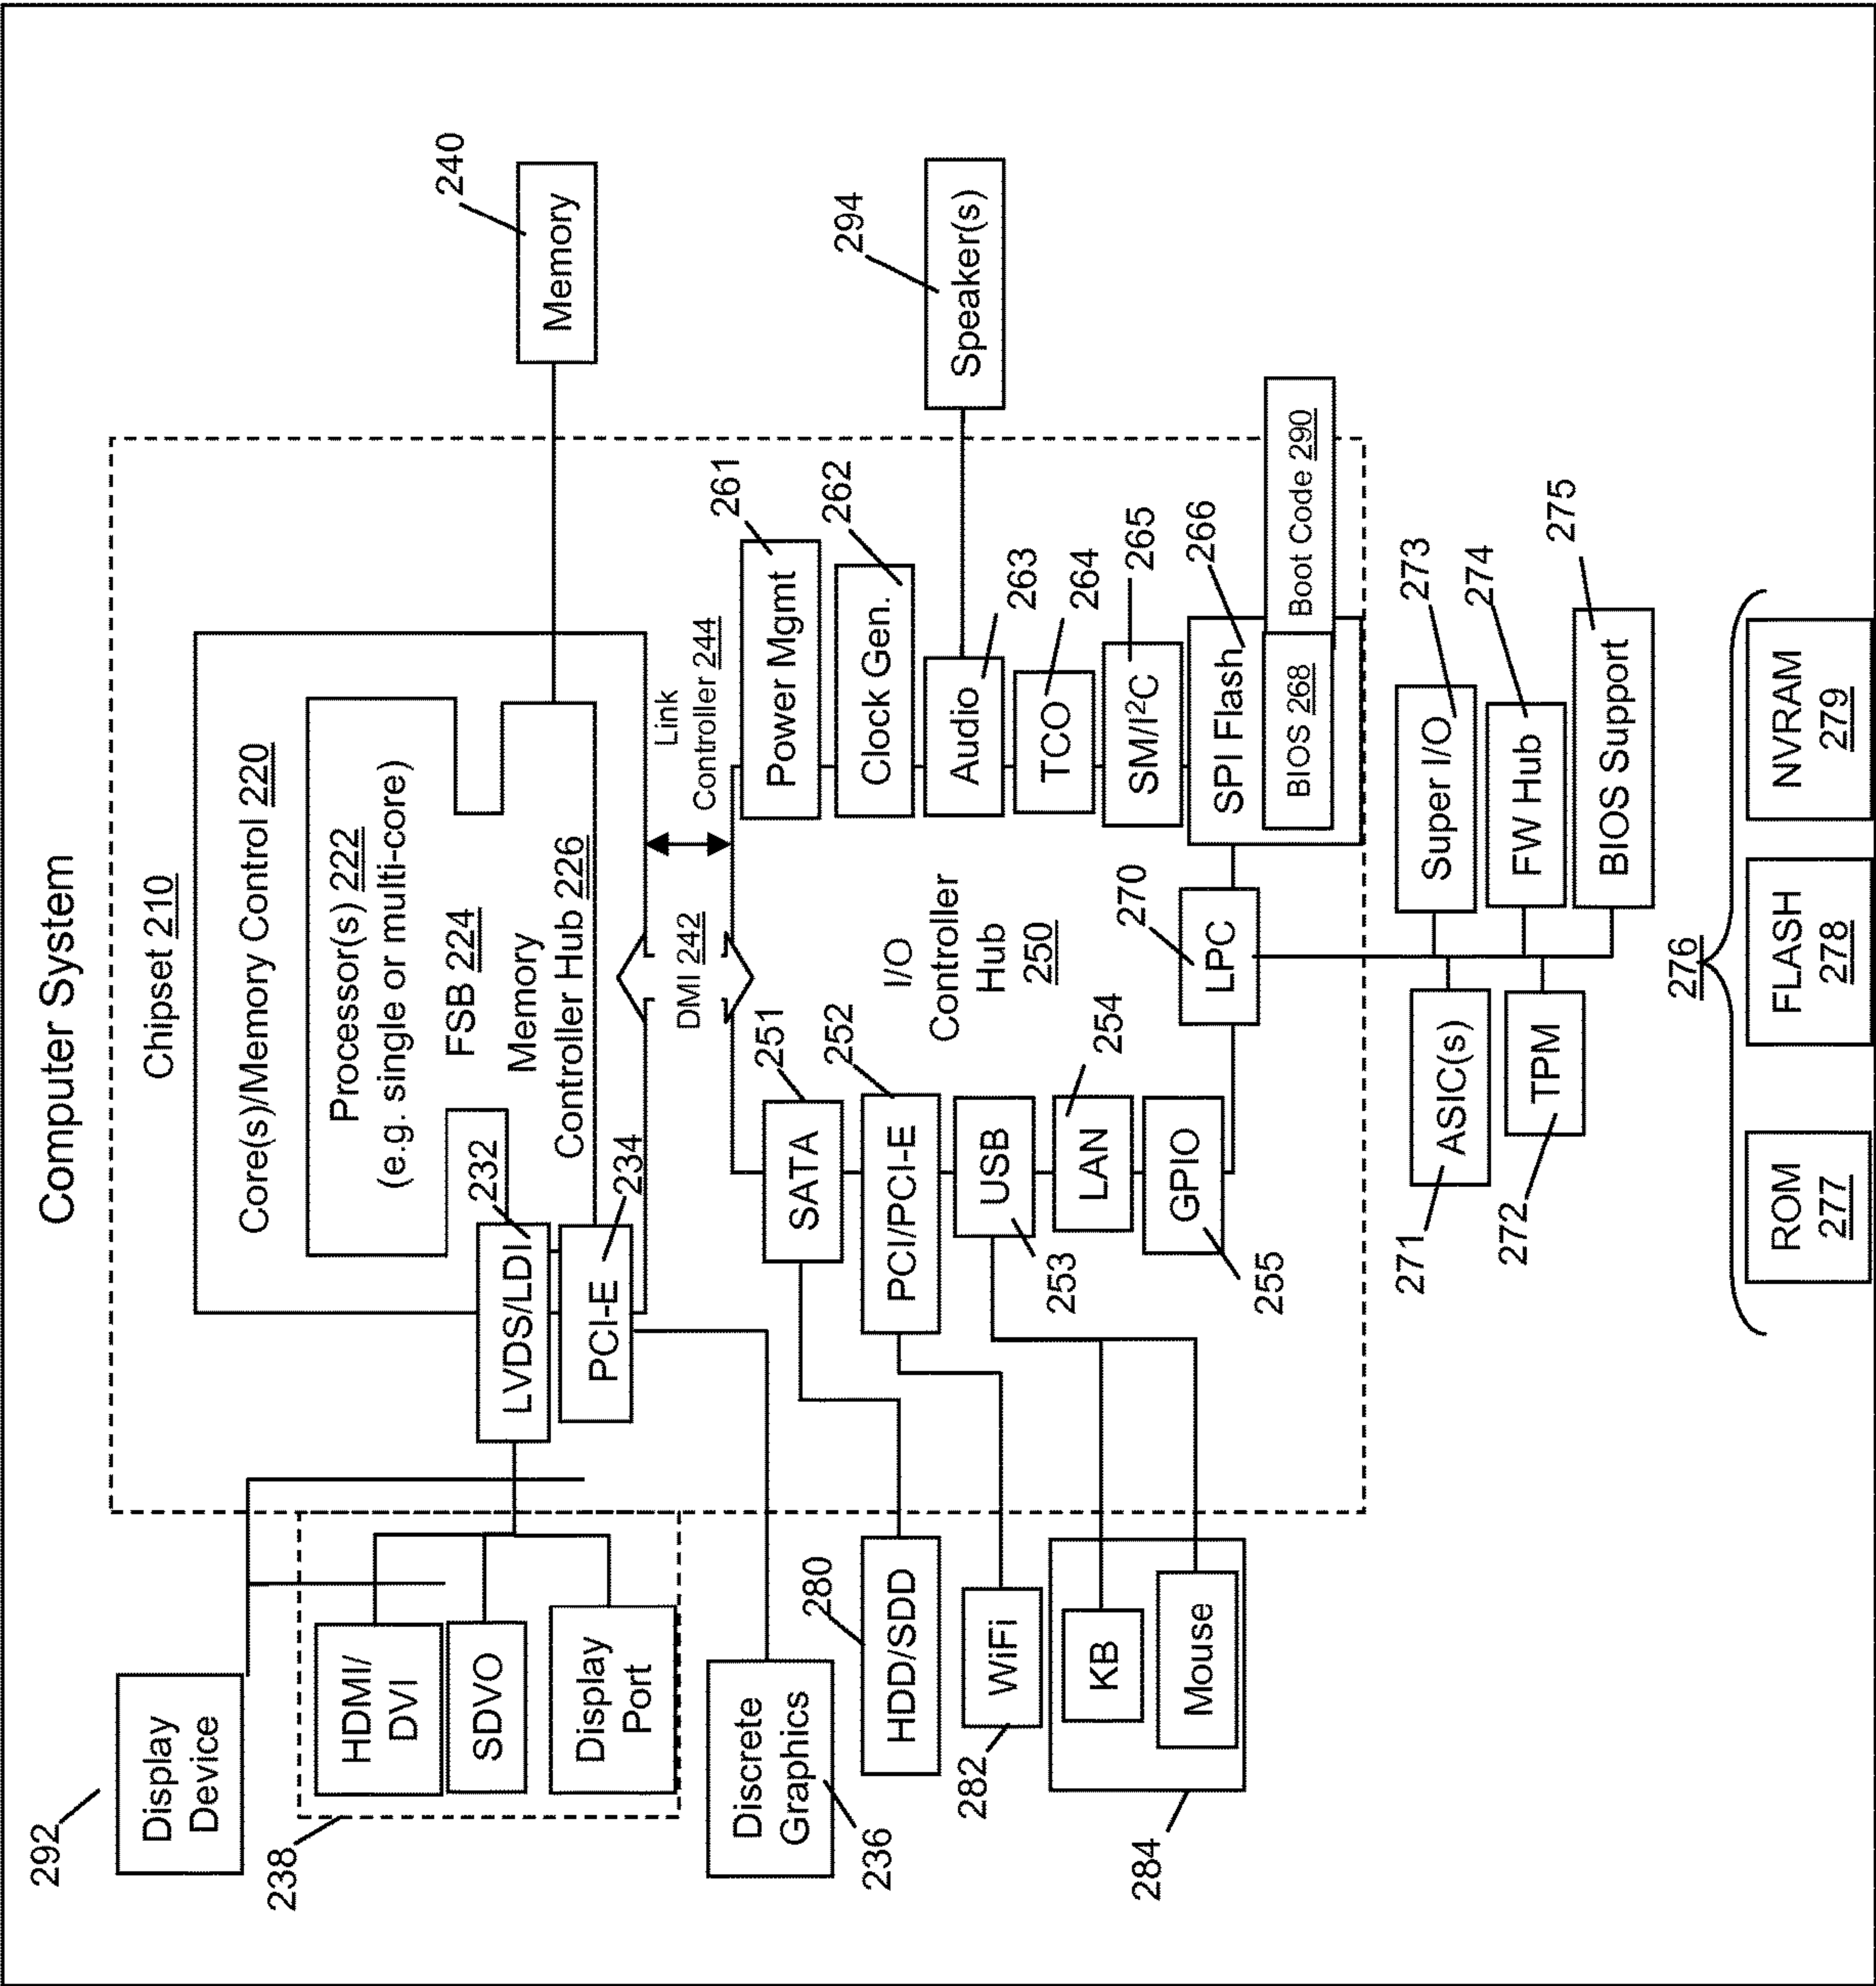 Computer System
Chipset 210
Core(s)/Memory Control 220
Processor(s) 222
(e.g. single or multi-core)
FSB 224
Memory
Controller Hub 226
232
LVDS/LDI
234
PCI-E
240
Memory
292
Display
Device
238
HDMI/
DVI
SDVO
Display
Port
Discrete
Graphics
236
DMI 242
Link
Controller 244
I/O
Controller
Hub
250
251
SATA
252
PCI/PCI-E
USB
253
254
LAN
GPIO
255
261
Power Mgmt
262
Clock Gen.
Audio
263
294
Speaker(s)
TCO
264
SM/I²C
265
SPI Flash
266
BIOS 268
Boot Code 290
270
LPC
280
HDD/SDD
WiFi
282
KB
Mouse
284
ASIC(s)
271
TPM
272
Super I/O
273
FW Hub
274
BIOS Support
275
276
ROM
277
FLASH
278
NVRAM
279